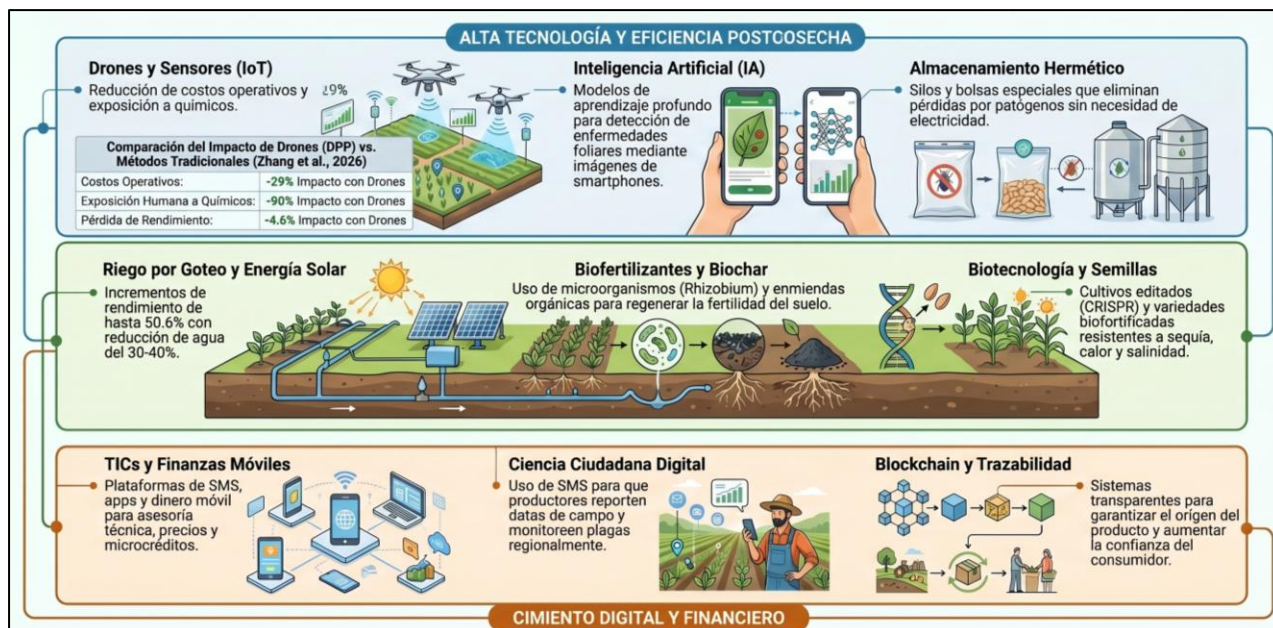 ALTA TECNOLOGÍA Y EFICIENCIA POSTCOSECHA
Drones y Sensores (IoT)
Reducción de costos operativos y
exposición a quimicos.
¿9%
Comparación del Impacto de Drones (DPP) vs.
Métodos Tradicionales (Zhang et al., 2026)
Costos Operativos: -29% Impacto con Drones
Exposición Humana a Químicos: -90% Impacto con Drones
Pérdida de Rendimiento: -4.6% Impacto con Drones
Inteligencia Artificial (IA)
Modelos de
aprendizaje profundo
para detección de
enfermedades
foliares mediante
imágenes de
smartphones.
Almacenamiento Hermético
Silos y bolsas especiales que eliminan
pérdidas por patógenos sin necesidad de
electricidad.
Riego por Goteo y Energía Solar
Incrementos de
rendimiento de
hasta 50.6% con
reducción de agua
del 30-40%.
Biofertilizantes y Biochar
Uso de microorganismos (Rhizobium) y enmiendas
orgánicas para regenerar la fertilidad del suelo.
Biotecnología y Semillas
Cultivos editados
(CRISPR) y variedades
biofortificadas
resistentes a sequía,
calor y salinidad.
TICs y Finanzas Móviles
Plataformas de SMS,
apps y dinero móvil
para asesoría
técnica, precios y
microcréditos.
Ciencia Ciudadana Digital
Uso de SMS para que
productores reporten
datas de campo y
monitoreen plagas
regionalmente.
Blockchain y Trazabilidad
Sistemas
transparentes para
garantizar el origen del
producto y aumentar
la confianza del
consumidor.
CIMIENTO DIGITAL Y FINANCIERO